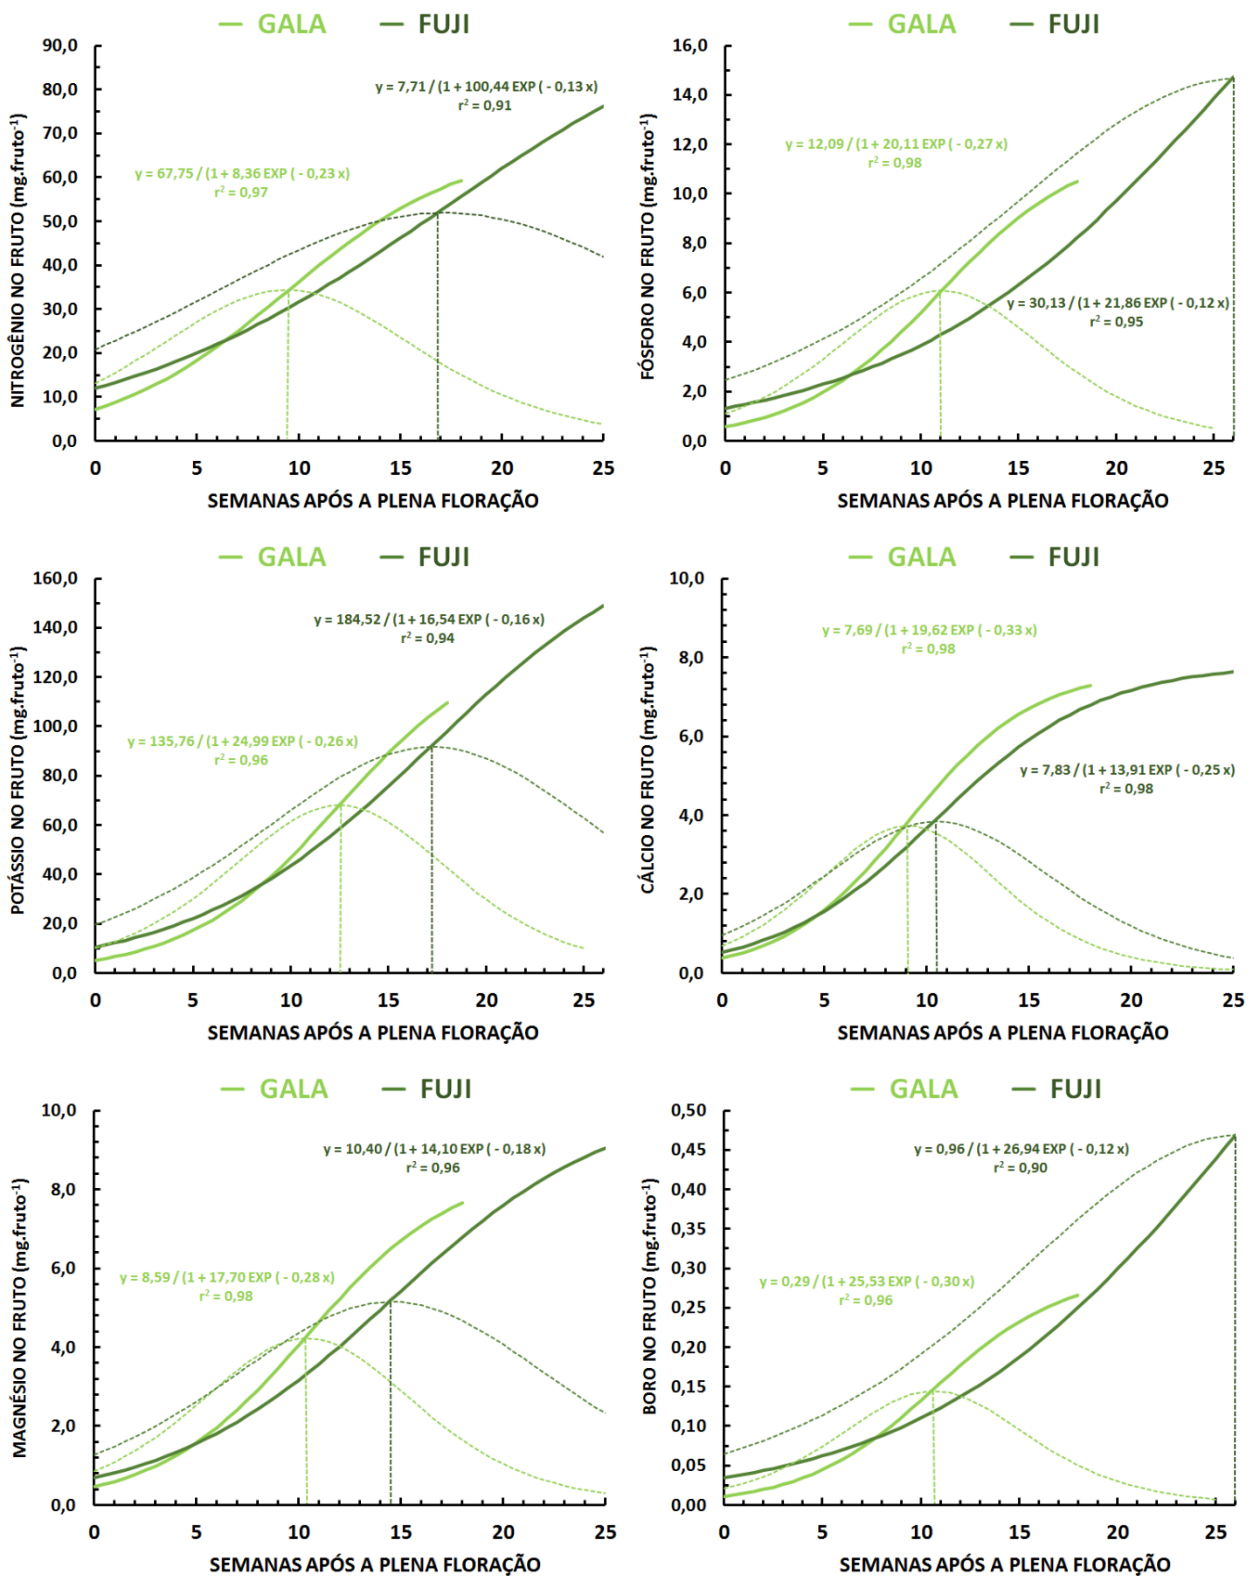 GALA FUJI
NITROGÊNIO NO FRUTO (mg.fruto-1)
90,0
80,0
70,0
60,0
50,0
40,0
30,0
20,0
10,0
0,0
y = 7,71 / (1 + 100,44 EXP ( - 0,13 x)
r2 = 0,91
y = 67,75 / (1 + 8,36 EXP ( - 0,23 x)
r2 = 0,97
0 5 10 15 20 25
SEMANAS APÓS A PLENA FLORAÇÃO
GALA FUJI
FÓSFORO NO FRUTO (mg.fruto-1)
16,0
14,0
12,0
10,0
8,0
6,0
4,0
2,0
0,0
y = 12,09 / (1 + 20,11 EXP ( - 0,27 x)
r2 = 0,98
y = 30,13 / (1 + 21,86 EXP ( - 0,12 x)
r2 = 0,95
0 5 10 15 20 25
SEMANAS APÓS A PLENA FLORAÇÃO
GALA FUJI
POTÁSSIO NO FRUTO (mg.fruto-1)
160,0
140,0
120,0
100,0
80,0
60,0
40,0
20,0
0,0
y = 184,52 / (1 + 16,54 EXP ( - 0,16 x)
r2 = 0,94
y = 135,76 / (1 + 24,99 EXP ( - 0,26 x)
r2 = 0,96
0 5 10 15 20 25
SEMANAS APÓS A PLENA FLORAÇÃO
GALA FUJI
CÁLCIO NO FRUTO (mg.fruto-1)
10,0
8,0
6,0
4,0
2,0
0,0
y = 7,69 / (1 + 19,62 EXP ( - 0,33 x)
r2 = 0,98
y = 7,83 / (1 + 13,91 EXP ( - 0,25 x)
r2 = 0,98
0 5 10 15 20 25
SEMANAS APÓS A PLENA FLORAÇÃO
GALA FUJI
MAGNÉSIO NO FRUTO (mg.fruto-1)
10,0
8,0
6,0
4,0
2,0
0,0
y = 10,40 / (1 + 14,10 EXP ( - 0,18 x)
r2 = 0,96
y = 8,59 / (1 + 17,70 EXP ( - 0,28 x)
r2 = 0,98
0 5 10 15 20 25
SEMANAS APÓS A PLENA FLORAÇÃO
GALA FUJI
BORO NO FRUTO (mg.fruto-1)
0,50
0,45
0,40
0,35
0,30
0,25
0,20
0,15
0,10
0,05
0,00
y = 0,96 / (1 + 26,94 EXP ( - 0,12 x)
r2 = 0,90
y = 0,29 / (1 + 25,53 EXP ( - 0,30 x)
r2 = 0,96
0 5 10 15 20 25
SEMANAS APÓS A PLENA FLORAÇÃO